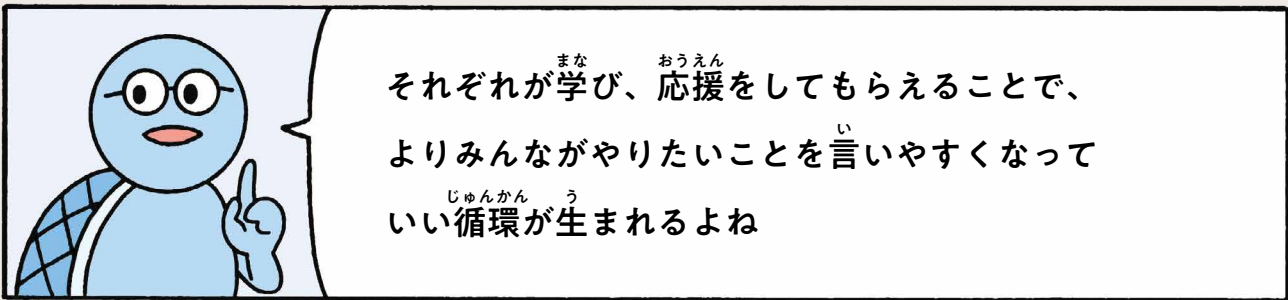 それぞれが学び、応援をしてもらえることで、
よりみんながやりたいことを言いやすくなって
いい循環が生まれるよね